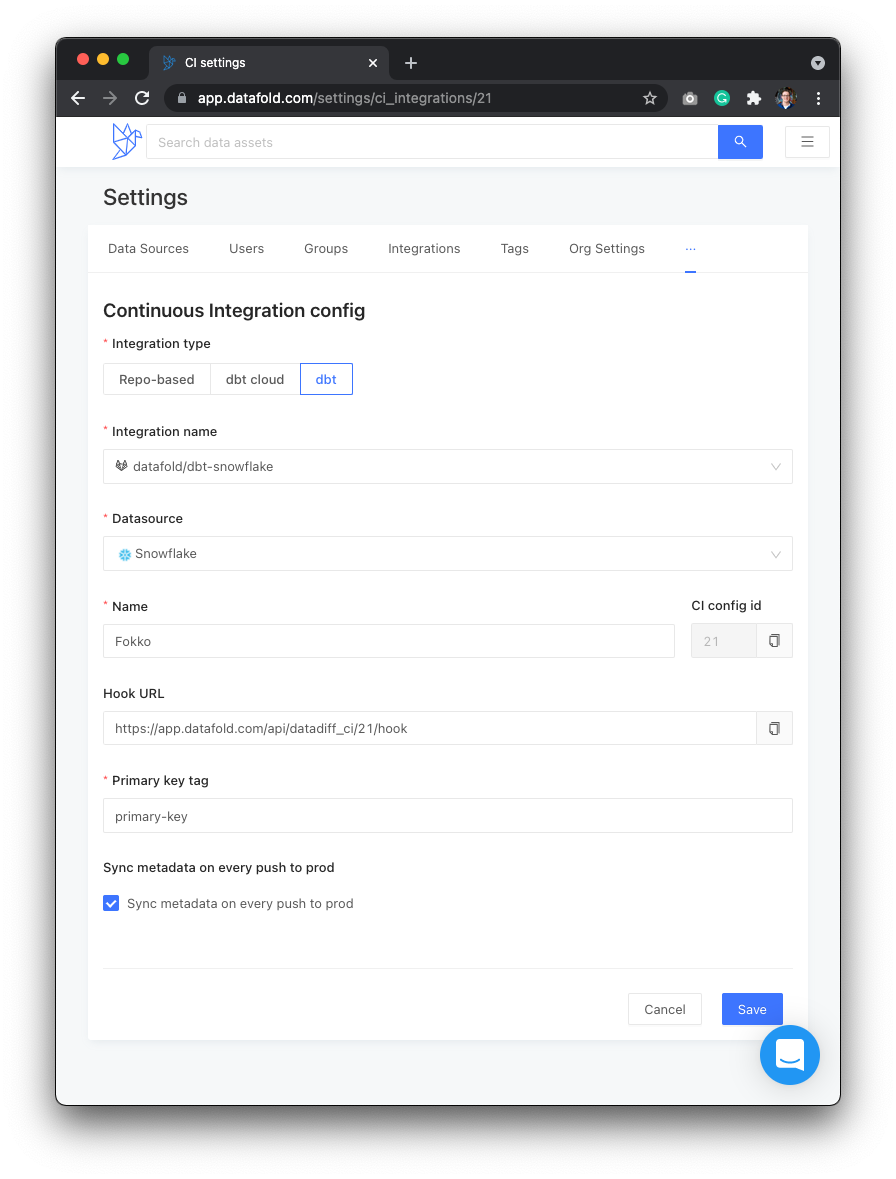 CI settings
app.datafold.com/settings/ci_integrations/21
Search data assets
Settings
Data Sources Users Groups Integrations Tags Org Settings ...
Continuous Integration config
* Integration type
Repo-based dbt cloud dbt
* Integration name
datafold/dbt-snowflake
* Datasource
Snowflake
* Name CI config id
Fokko 21
Hook URL
https://app.datafold.com/api/datadiff_ci/21/hook
* Primary key tag
primary-key
Sync metadata on every push to prod
Sync metadata on every push to prod
Cancel Save